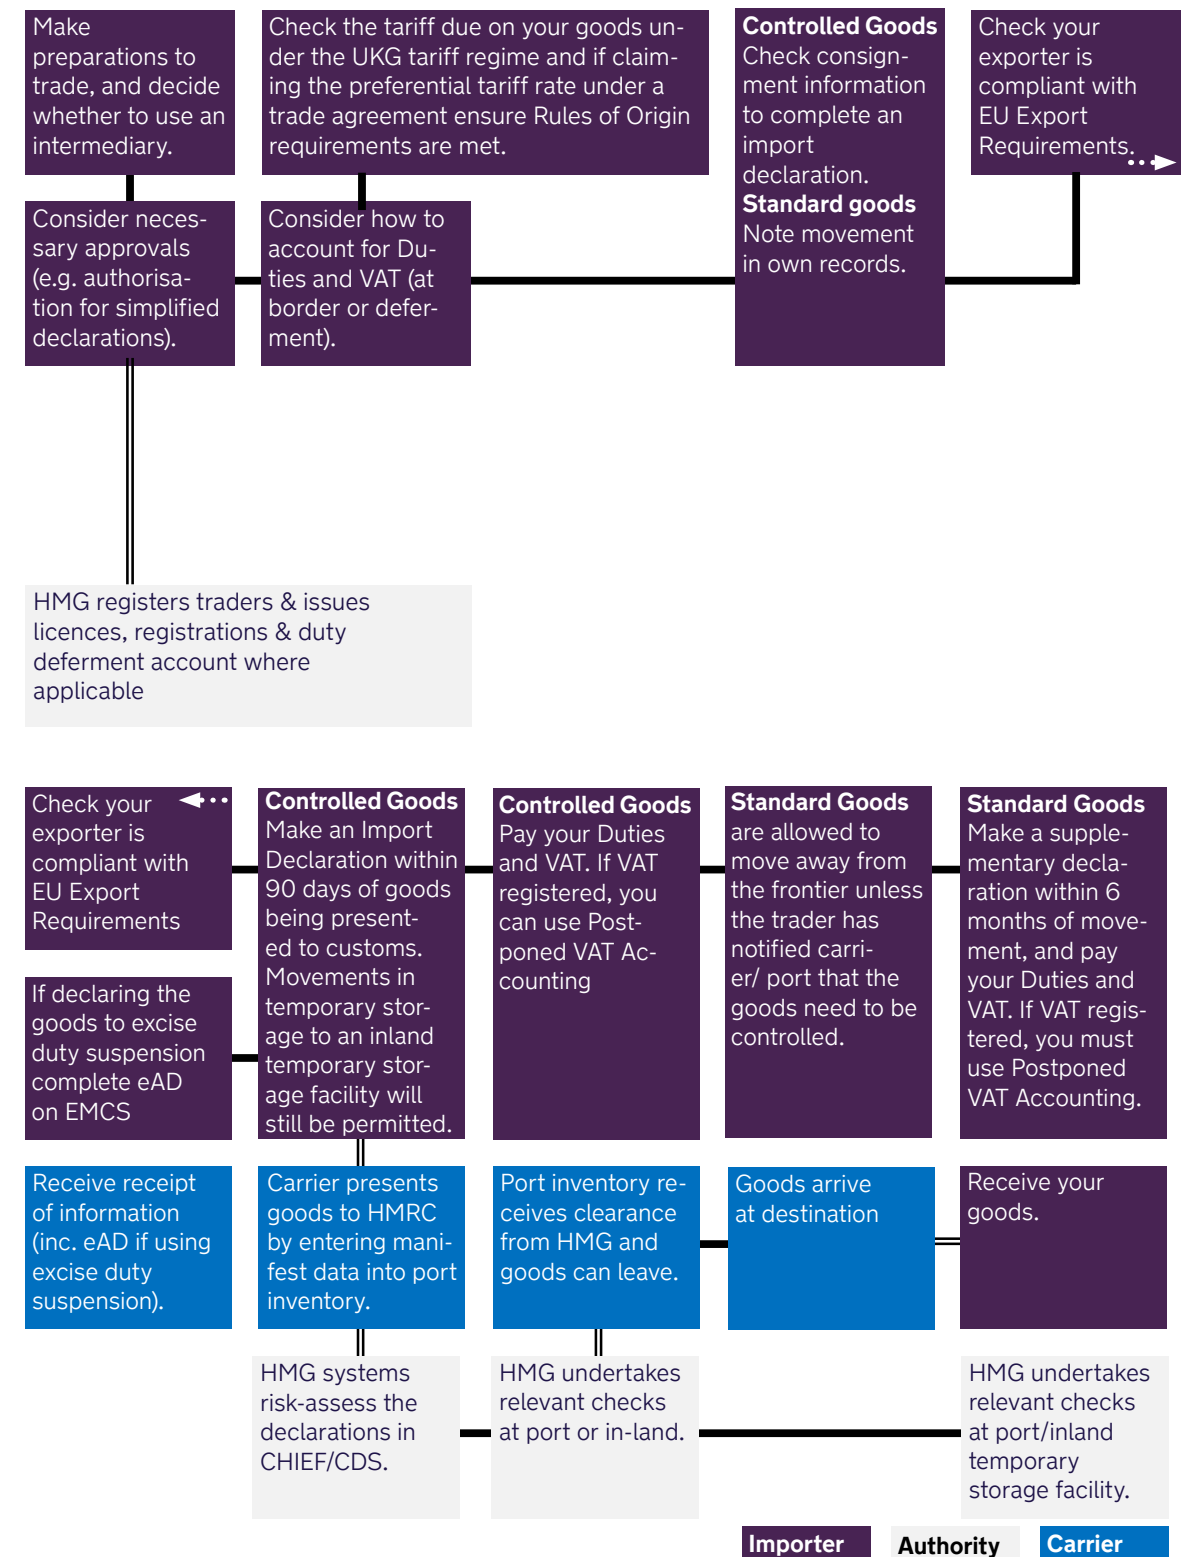 Make
preparations to
trade, and decide
whether to use an
intermediary.
Check the tariff due on your goods un-
der the UKG tariff regime and if claim-
ing the preferential tariff rate under a
trade agreement ensure Rules of Origin
requirements are met.
Controlled Goods
Check consign-
ment information
to complete an
import
declaration.
Standard goods
Note movement
in own records.
Check your
exporter is
compliant with
EU Export
Requirements.
Consider neces-
sary approvals
(e.g. authorisa-
tion for simplified
declarations).
Consider how to
account for Du-
ties and VAT (at
border or defer-
ment).
HMG registers traders & issues
licences, registrations & duty
deferment account where
applicable
Check your
exporter is
compliant with
EU Export
Requirements
Controlled Goods
Make an Import
Declaration within
90 days of goods
being present-
ed to customs.
Movements in
temporary stor-
age to an inland
temporary stor-
age facility will
still be permitted.
Controlled Goods
Pay your Duties
and VAT. If VAT
registered, you
can use Post-
poned VAT Ac-
counting
Standard Goods
are allowed to
move away from
the frontier unless
the trader has
notified carri-
er/ port that the
goods need to be
controlled.
Standard Goods
Make a supple-
mentary decla-
ration within 6
months of move-
ment, and pay
your Duties and
VAT. If VAT regis-
tered, you must
use Postponed
VAT Accounting.
If declaring the
goods to excise
duty suspension
complete eAD
on EMCS
Receive receipt
of information
(inc. eAD if using
excise duty
suspension).
Carrier presents
goods to HMRC
by entering mani-
fest data into port
inventory.
Port inventory re-
ceives clearance
from HMG and
goods can leave.
Goods arrive
at destination
Receive your
goods.
HMG systems
risk-assess the
declarations in
CHIEF/CDS.
HMG undertakes
relevant checks
at port or in-land.
HMG undertakes
relevant checks
at port/inland
temporary
storage facility.
Importer
Authority
Carrier